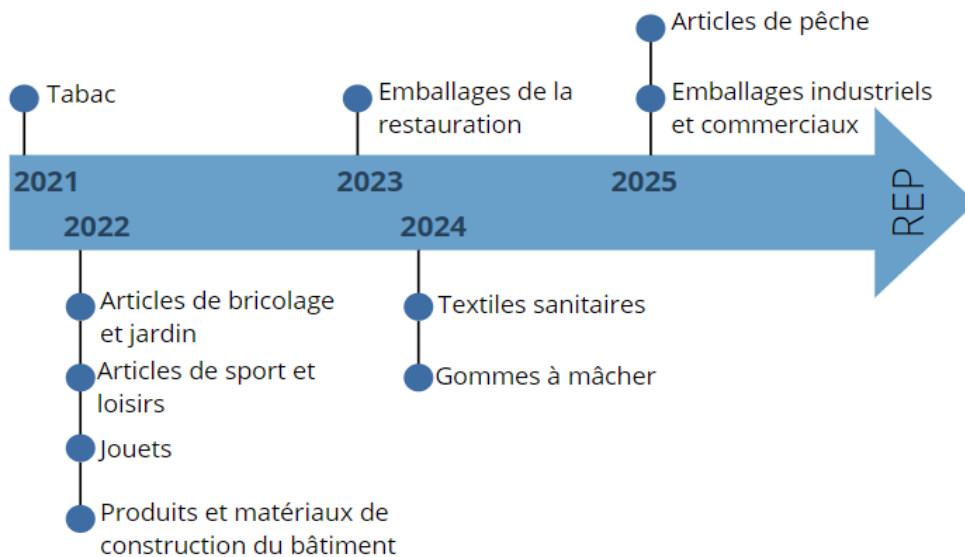 Articles de pêche
Tabac
Emballages de la
restauration
Emballages industriels
et commerciaux
2021
2023
2025
REP
2022
2024
Articles de bricolage
et jardin
Textiles sanitaires
Articles de sport et
loisirs
Gommes à mâcher
Jouets
Produits et matériaux de
construction du bâtiment